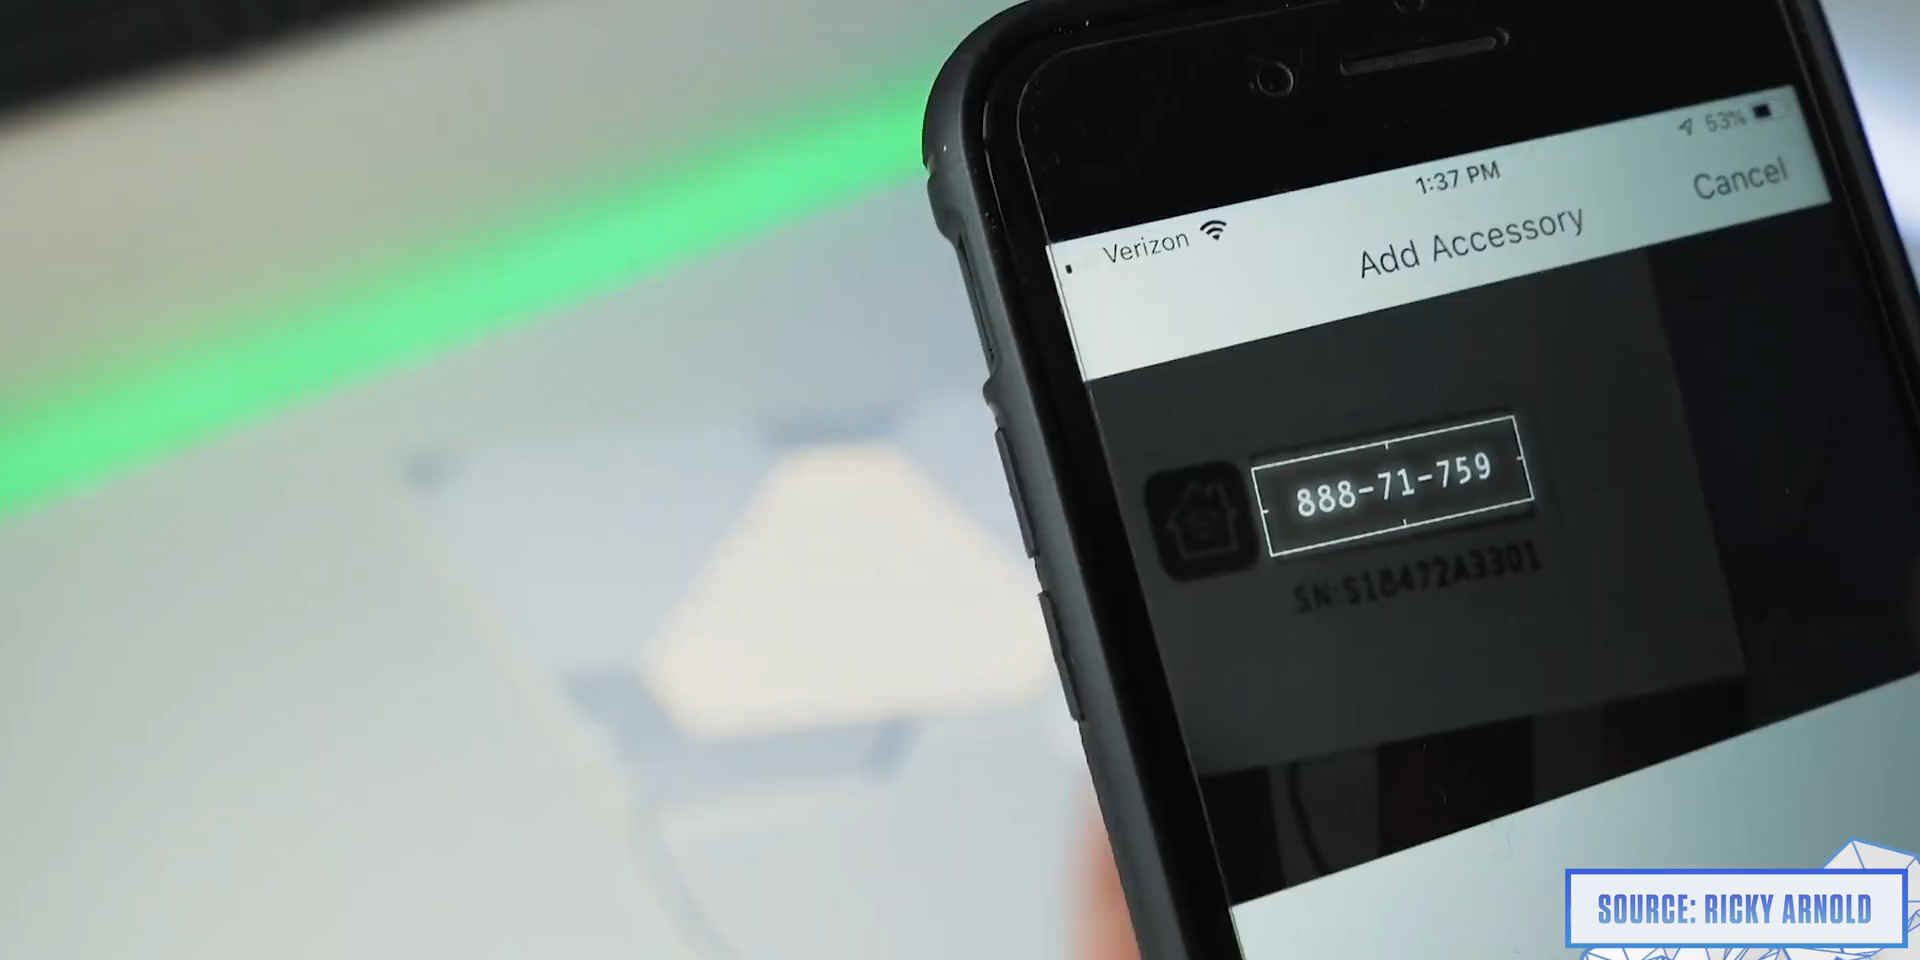 53%
1:37 PM
Verizon
Cancel
Add Accessory
888-71-759
SN:S18472A3301
SOURCE: RICKY ARNOLD